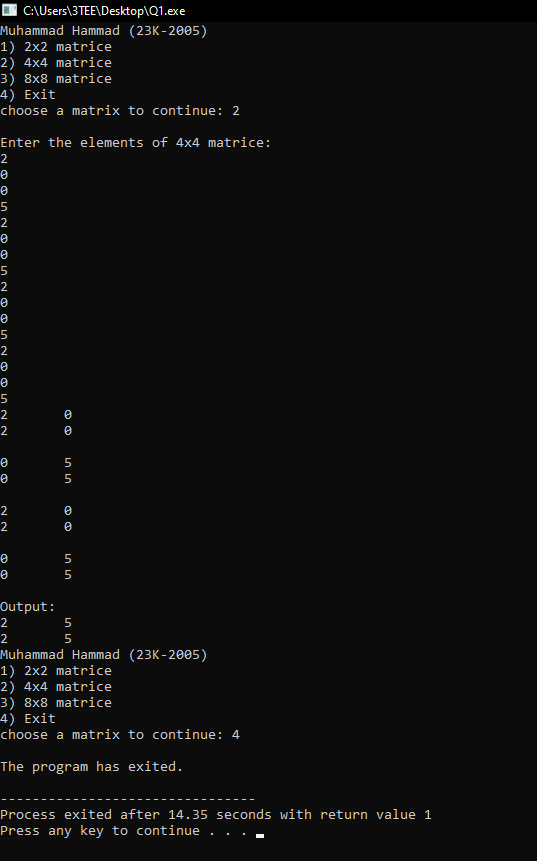 C:\Users\3TEE\Desktop\Q1.exe
Muhammad Hammad (23K-2005)
1) 2x2 matrice
2) 4x4 matrice
3) 8x8 matrice
4) Exit
choose a matrix to continue: 2
Enter the elements of 4x4 matrice:
2
0
0
5
2
0
0
5
2
0
0
5
2
0
0
5
2 0
2 0
0 5
0 5
2 0
2 0
0 5
0 5
Output:
2 5
2 5
Muhammad Hammad (23K-2005)
1) 2x2 matrice
2) 4x4 matrice
3) 8x8 matrice
4) Exit
choose a matrix to continue: 4
The program has exited.
--------------------------------
Process exited after 14.35 seconds with return value 1
Press any key to continue . . .